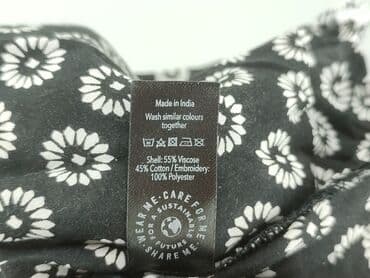 Made in India
Wash similar colours
together
Shell: 55% Viscose
45% Cotton / Embroidery:
100% Polyester
WEAR ME • CARE FOR ME • SHARE ME •
FOR A SUSTAINABLE FUTURE